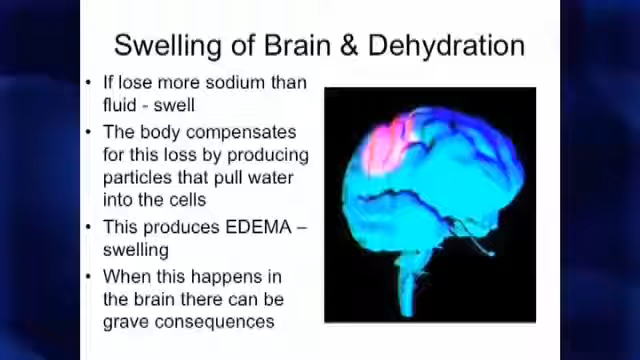 Swelling of Brain & Dehydration
• If lose more sodium than
fluid - swell
• The body compensates
for this loss by producing
particles that pull water
into the cells
• This produces EDEMA –
swelling
• When this happens in
the brain there can be
grave consequences